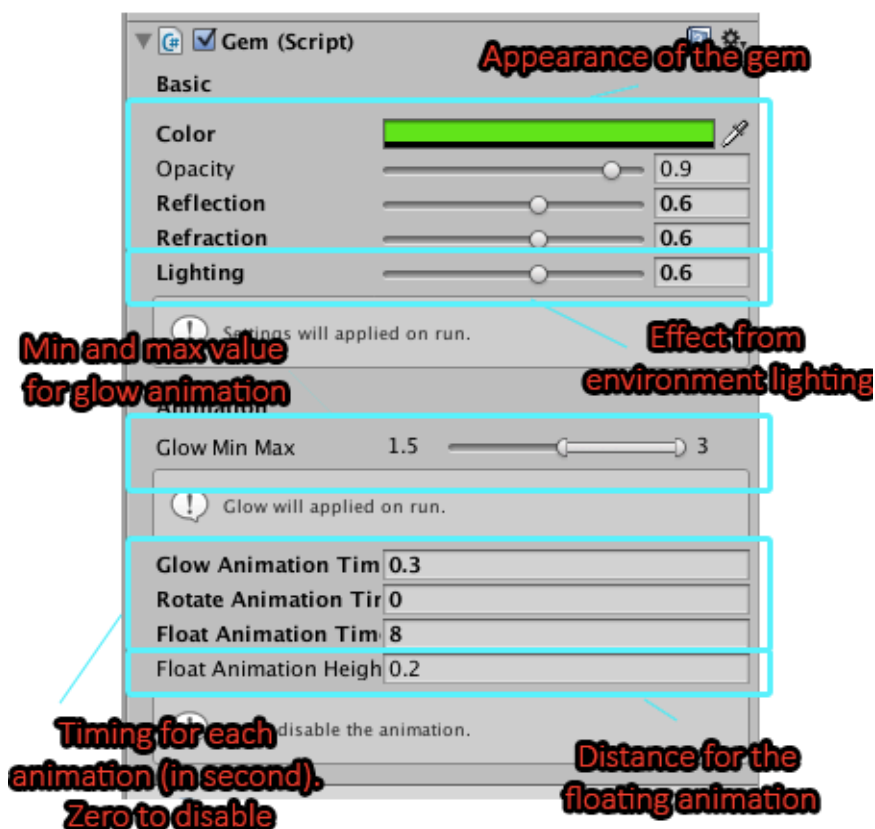 Gem (Script)
Appearance of the gem
Basic
Color
Opacity 0.9
Reflection 0.6
Refraction 0.6
Lighting 0.6
Settings will applied on run.
Min and max value
for glow animation
Effect from
environment lighting
Animation
Glow Min Max 1.5 3
Glow will applied on run.
Glow Animation Tim 0.3
Rotate Animation Tir 0
Float Animation Tim 8
Float Animation Heigh 0.2
disable the animation.
Timing for each
animation (in second).
Zero to disable
Distance for the
floating animation